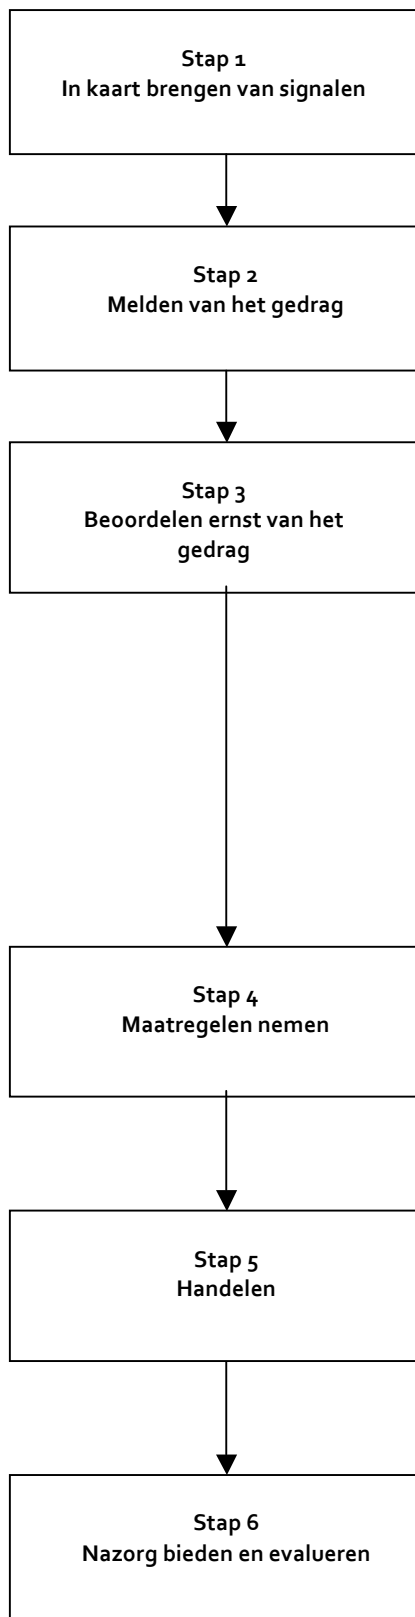 Stap 1
In kaart brengen van signalen
Stap 2
Melden van het gedrag
Stap 3
Beoordelen ernst van het
gedrag
Stap 4
Maatregelen nemen
Stap 5
Handelen
Stap 6
Nazorg bieden en evalueren